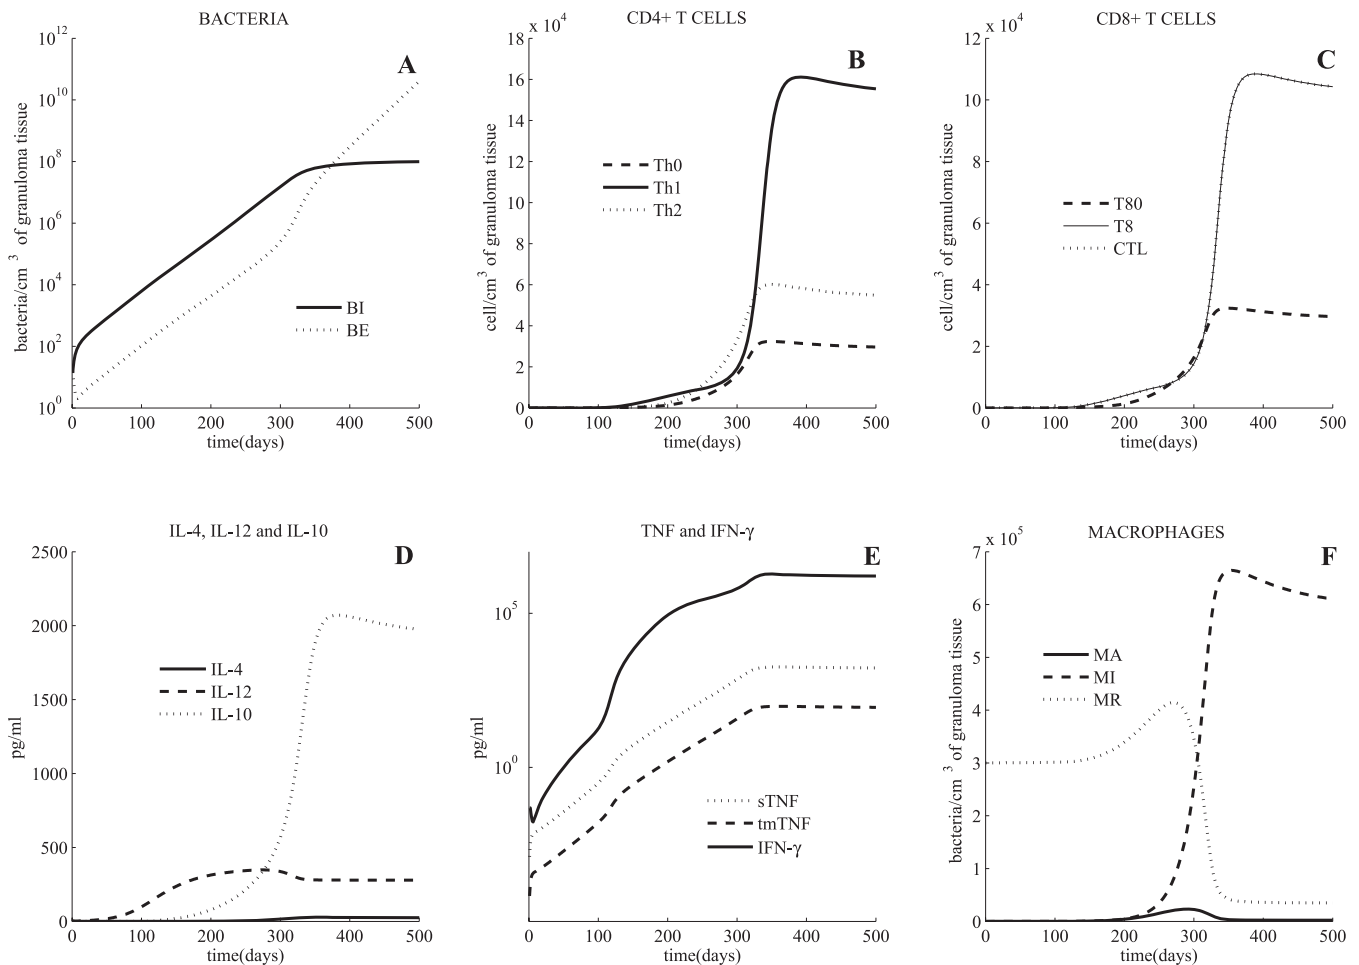 BACTERIA
A
bacteria/cm 3 of granuloma tissue
10^12
10^10
10^8
10^6
10^4
10^2
10^0
BI
BE
0 100 200 300 400 500
time(days)
CD4+ T CELLS
x 10^4
B
cell/cm^3 of granuloma tissue
18
16
14
12
10
8
6
4
2
0
Th0
Th1
Th2
0 100 200 300 400 500
time(days)
CD8+ T CELLS
x 10^4
C
cell/cm^3 of granuloma tissue
12
10
8
6
4
2
0
T80
T8
CTL
0 100 200 300 400 500
time(days)
IL-4, IL-12 and IL-10
D
pg/ml
2500
2000
1500
1000
500
0
IL-4
IL-12
IL-10
0 100 200 300 400 500
time(days)
TNF and IFN-γ
E
pg/ml
10^5
10^0
sTNF
tmTNF
IFN-γ
0 100 200 300 400 500
time(days)
MACROPHAGES
x 10^5
F
bacteria/cm 3 of granuloma tissue
7
6
5
4
3
2
1
0
MA
MI
MR
0 100 200 300 400 500
time(days)